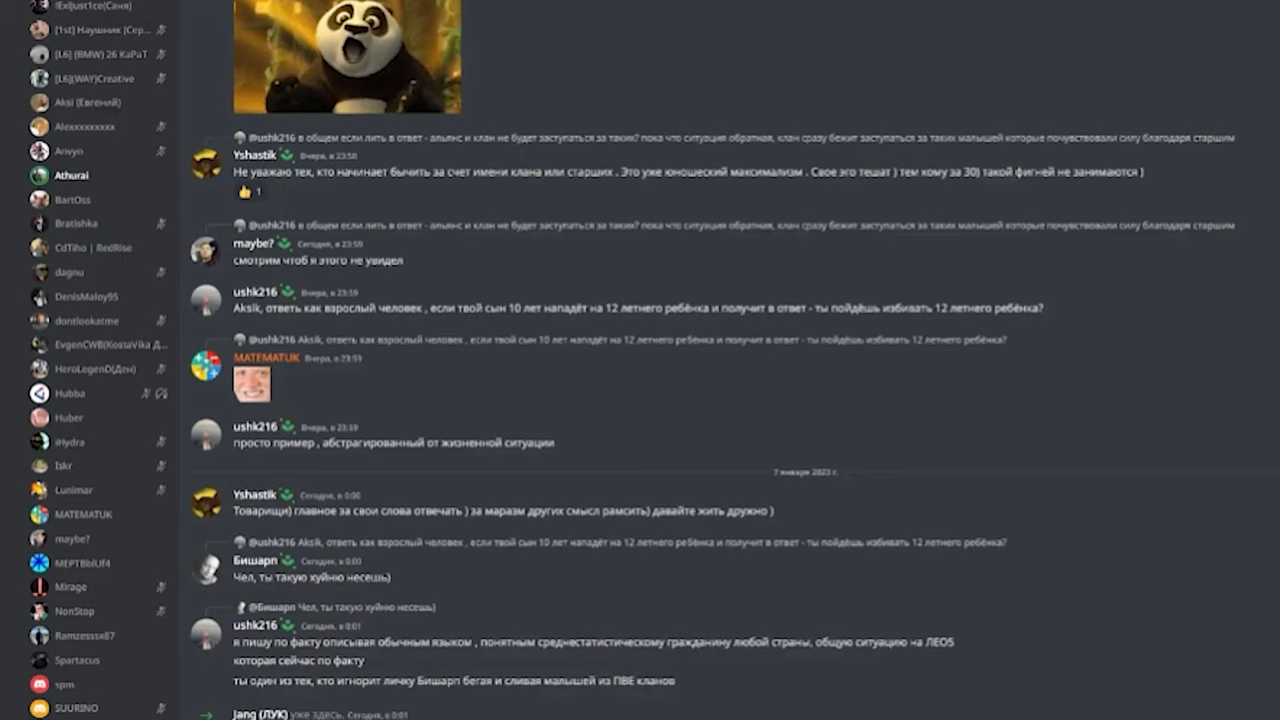 !Ex!Just1ce(Саня)
[1st] Наушник (Сер...
[L6] (BMW) 26 KaPaT
[L6](WAY)Creative
Aksi (Евгений)
Alexxxxxxxxx
Anvyn
Athurai
BartOss
Bratishka
CdTiho | RedRise
dagnu
DenisMaloy95
dontlookatme
EvgenCWB(KostaVika Д...
HeroLegenD(Ден)
Hubba
Huber
iHydra
Iskr
Lunimar
MATEMATUK
maybe?
Mirage
NonStop
Ramzesssx87
Spartacus
spm
SUURINO
@ushk216 в общем если лить в ответ - альянс и клан не будет заступаться за таких? пока что ситуация обратная, клан сразу бежит заступаться за таких малышей которые почувствовали силу благодаря старшим
Yshastik Вчера, в 23:58
Не уважаю тех, кто начинает бычить за счет имени клана или старших . Это уже юношеский максимализм . Свое эго тешат ) тем кому за 30) такой фигней не занимаются )
1
@ushk216 в общем если лить в ответ - альянс и клан не будет заступаться за таких? пока что ситуация обратная, клан сразу бежит заступаться за таких малышей которые почувствовали силу благодаря старшим
maybe? Сегодня, в 23:59
смотрим чтоб я этого не увидел
ushk216 Вчера, в 23:59
Aksik, ответь как взрослый человек , если твой сын 10 лет нападёт на 12 летнего ребёнка и получит в ответ - ты пойдёшь избивать 12 летнего ребёнка?
@ushk216 Aksik, ответь как взрослый человек , если твой сын 10 лет нападёт на 12 летнего ребёнка и получит в ответ - ты пойдёшь избивать 12 летнего ребёнка?
MATEMATUK Вчера, в 23:59
ushk216 Вчера, в 23:59
просто пример , абстрагированный от жизненной ситуации
7 января 2023 г.
Yshastik Сегодня, в 0:00
Товарищи) главное за свои слова отвечать ) за маразм других смысл рамсить) давайте жить дружно )
@ushk216 Aksik, ответь как взрослый человек , если твой сын 10 лет нападёт на 12 летнего ребёнка и получит в ответ - ты пойдёшь избивать 12 летнего ребёнка?
Бишарп Сегодня, в 0:00
Чел, ты такую хуйню несешь)
@Бишарп Чел, ты такую хуйню несешь)
ushk216 Сегодня, в 0:01
я пишу по факту описывая обычным языком , понятным среднестатистическому гражданину любой страны, общую ситуацию на ЛЕО5
которая сейчас по факту
ты один из тех, кто игнорит личку Бишарп бегая и сливая малышей из ПВЕ кланов
Jang (ЛУК) уже здесь. Сегодня, в 0:01